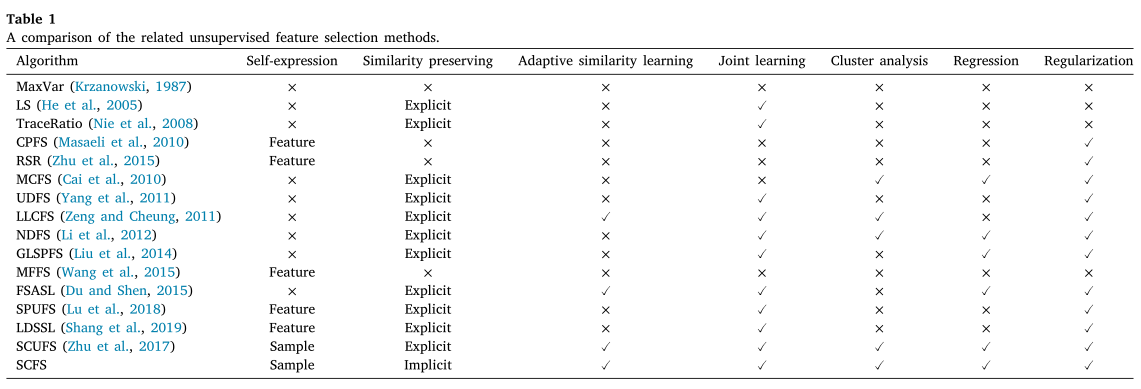 Table 1
A comparison of the related unsupervised feature selection methods.
Algorithm Self-expression Similarity preserving Adaptive similarity learning Joint learning Cluster analysis Regression Regularization
MaxVar (Krzanowski, 1987) × × × × × × ×
LS (He et al., 2005) × Explicit × ✓ × × ×
TraceRatio (Nie et al., 2008) × Explicit × ✓ × × ×
CPFS (Masaeli et al., 2010) Feature × × × × × ✓
RSR (Zhu et al., 2015) Feature × × × × × ✓
MCFS (Cai et al., 2010) × Explicit × × ✓ ✓ ✓
UDFS (Yang et al., 2011) × Explicit × ✓ × × ✓
LLCFS (Zeng and Cheung, 2011) × Explicit ✓ ✓ ✓ × ✓
NDFS (Li et al., 2012) × Explicit × ✓ ✓ ✓ ✓
GLSPFS (Liu et al., 2014) × Explicit × ✓ × ✓ ✓
MFFS (Wang et al., 2015) Feature × × × × × ×
FSASL (Du and Shen, 2015) × Explicit ✓ ✓ × ✓ ✓
SPUFS (Lu et al., 2018) Feature Explicit × ✓ × × ✓
LDSSL (Shang et al., 2019) Feature Explicit × ✓ × × ✓
SCUFS (Zhu et al., 2017) Sample Explicit ✓ ✓ ✓ ✓ ✓
SCFS Sample Implicit ✓ ✓ ✓ ✓ ✓